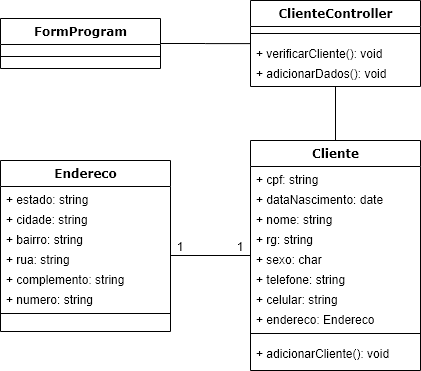 FormProgram
ClienteController
+ verificarCliente(): void
+ adicionarDados(): void
Endereco
+ estado: string
+ cidade: string
+ bairro: string
+ rua: string
+ complemento: string
+ numero: string
1
1
Cliente
+ cpf: string
+ dataNascimento: date
+ nome: string
+ rg: string
+ sexo: char
+ telefone: string
+ celular: string
+ endereco: Endereco
+ adicionarCliente(): void